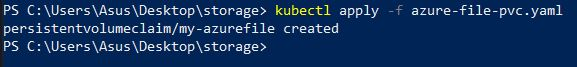 PS C:\Users\Asus\Desktop\storage> kubectl apply -f azure-file-pvc.yaml
persistentvolumeclaim/my-azurefile created
PS C:\Users\Asus\Desktop\storage>